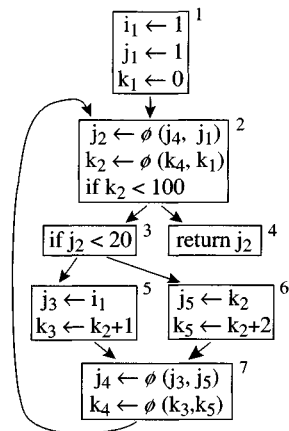 1
i₁ ← 1
j₁ ← 1
k₁ ← 0
2
j₂ ← ϕ (j₄, j₁)
k₂ ← ϕ (k₄, k₁)
if k₂ < 100
if j₂ < 20 3
return j₂ 4
5
j₃ ← i₁
k₃ ← k₂+1
6
j₅ ← k₂
k₅ ← k₂+2
7
j₄ ← ϕ (j₃, j₅)
k₄ ← ϕ (k₃,k₅)